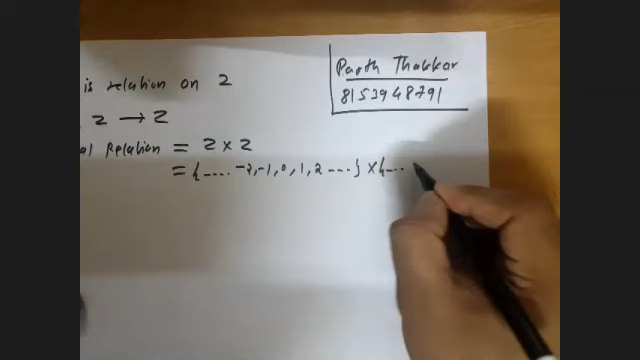 is relation on Z
Z → Z
Relation = Z × Z
= {.... -2, -1, 0, 1, 2 ....} × {....
Parth Thakkar
8153948791